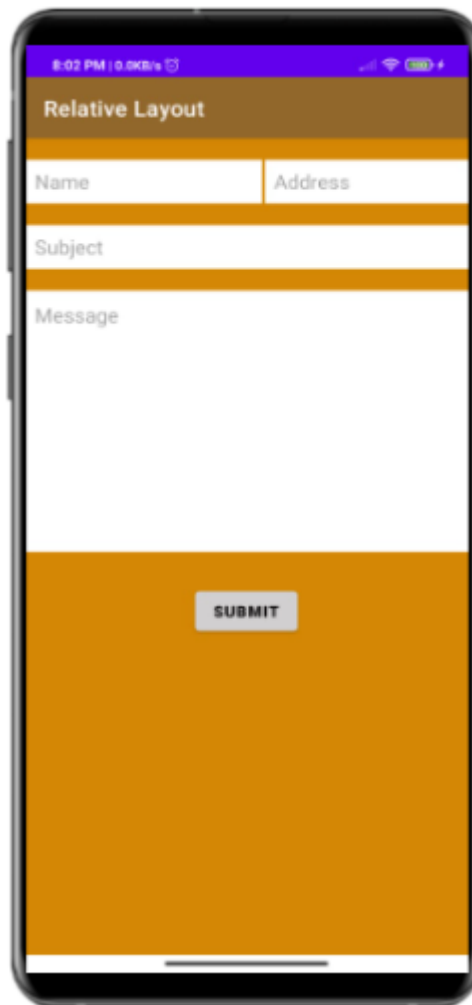 8:02 PM | 0.0KB/s
Relative Layout
Name Address
Subject
Message
SUBMIT